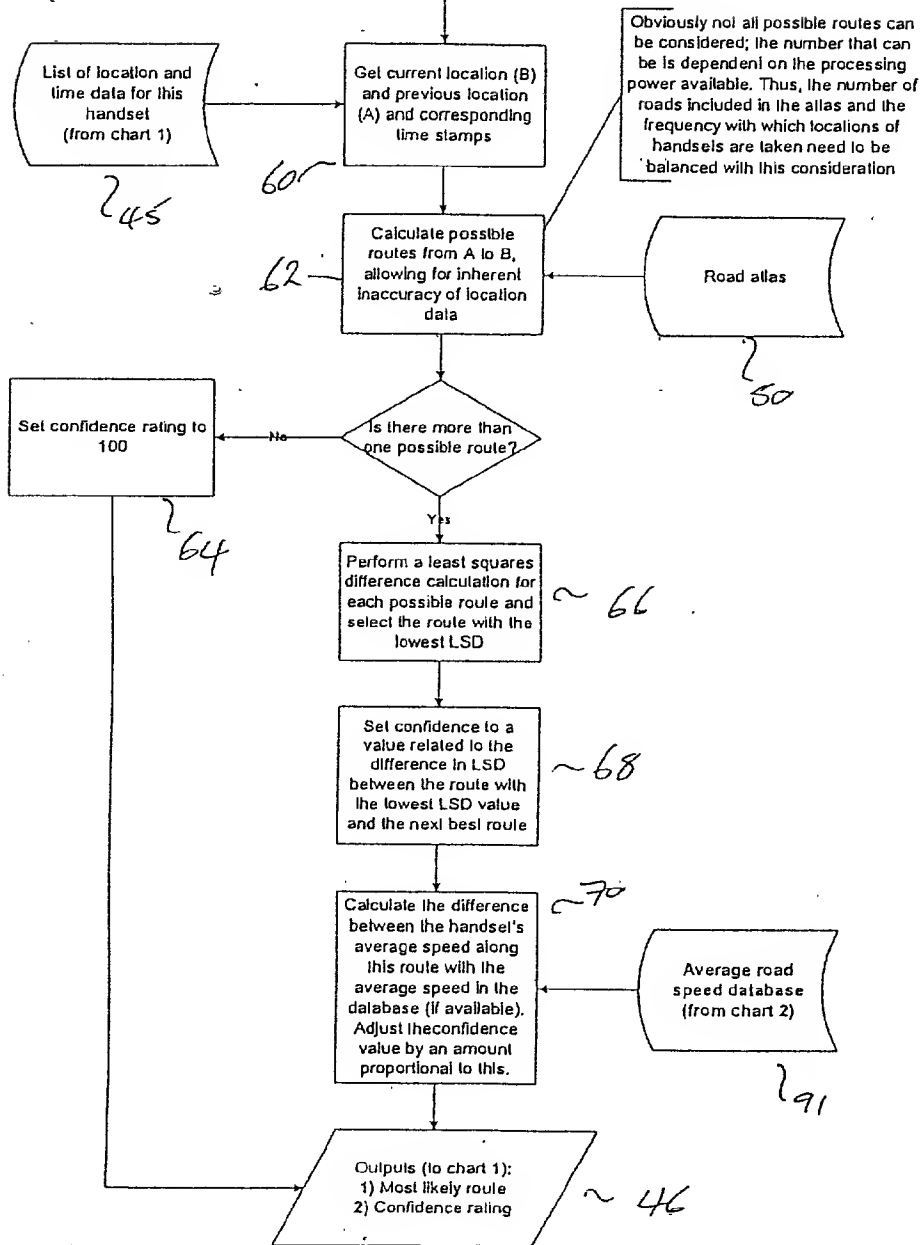 Obviously not all possible routes can
be considered; the number that can
be is dependent on the processing
power available. Thus, the number of
roads included in the atlas and the
frequency with which locations of
handsets are taken need to be
balanced with this consideration
List of location and
time data for this
handset
(from chart 1)
45
Get current location (B)
and previous location
(A) and corresponding
time stamps
60
Calculate possible
routes from A to B,
allowing for inherent
inaccuracy of location
data
62
Road atlas
50
Is there more than
one possible route?
No
Set confidence rating to
100
64
Yes
Perform a least squares
difference calculation for
each possible route and
select the route with the
lowest LSD
66
Set confidence to a
value related to the
difference in LSD
between the route with
the lowest LSD value
and the next best route
68
Calculate the difference
between the handset's
average speed along
this route with the
average speed in the
database (if available).
Adjust theconfidence
value by an amount
proportional to this.
70
Average road
speed database
(from chart 2)
91
Outputs (to chart 1):
1) Most likely route
2) Confidence rating
46